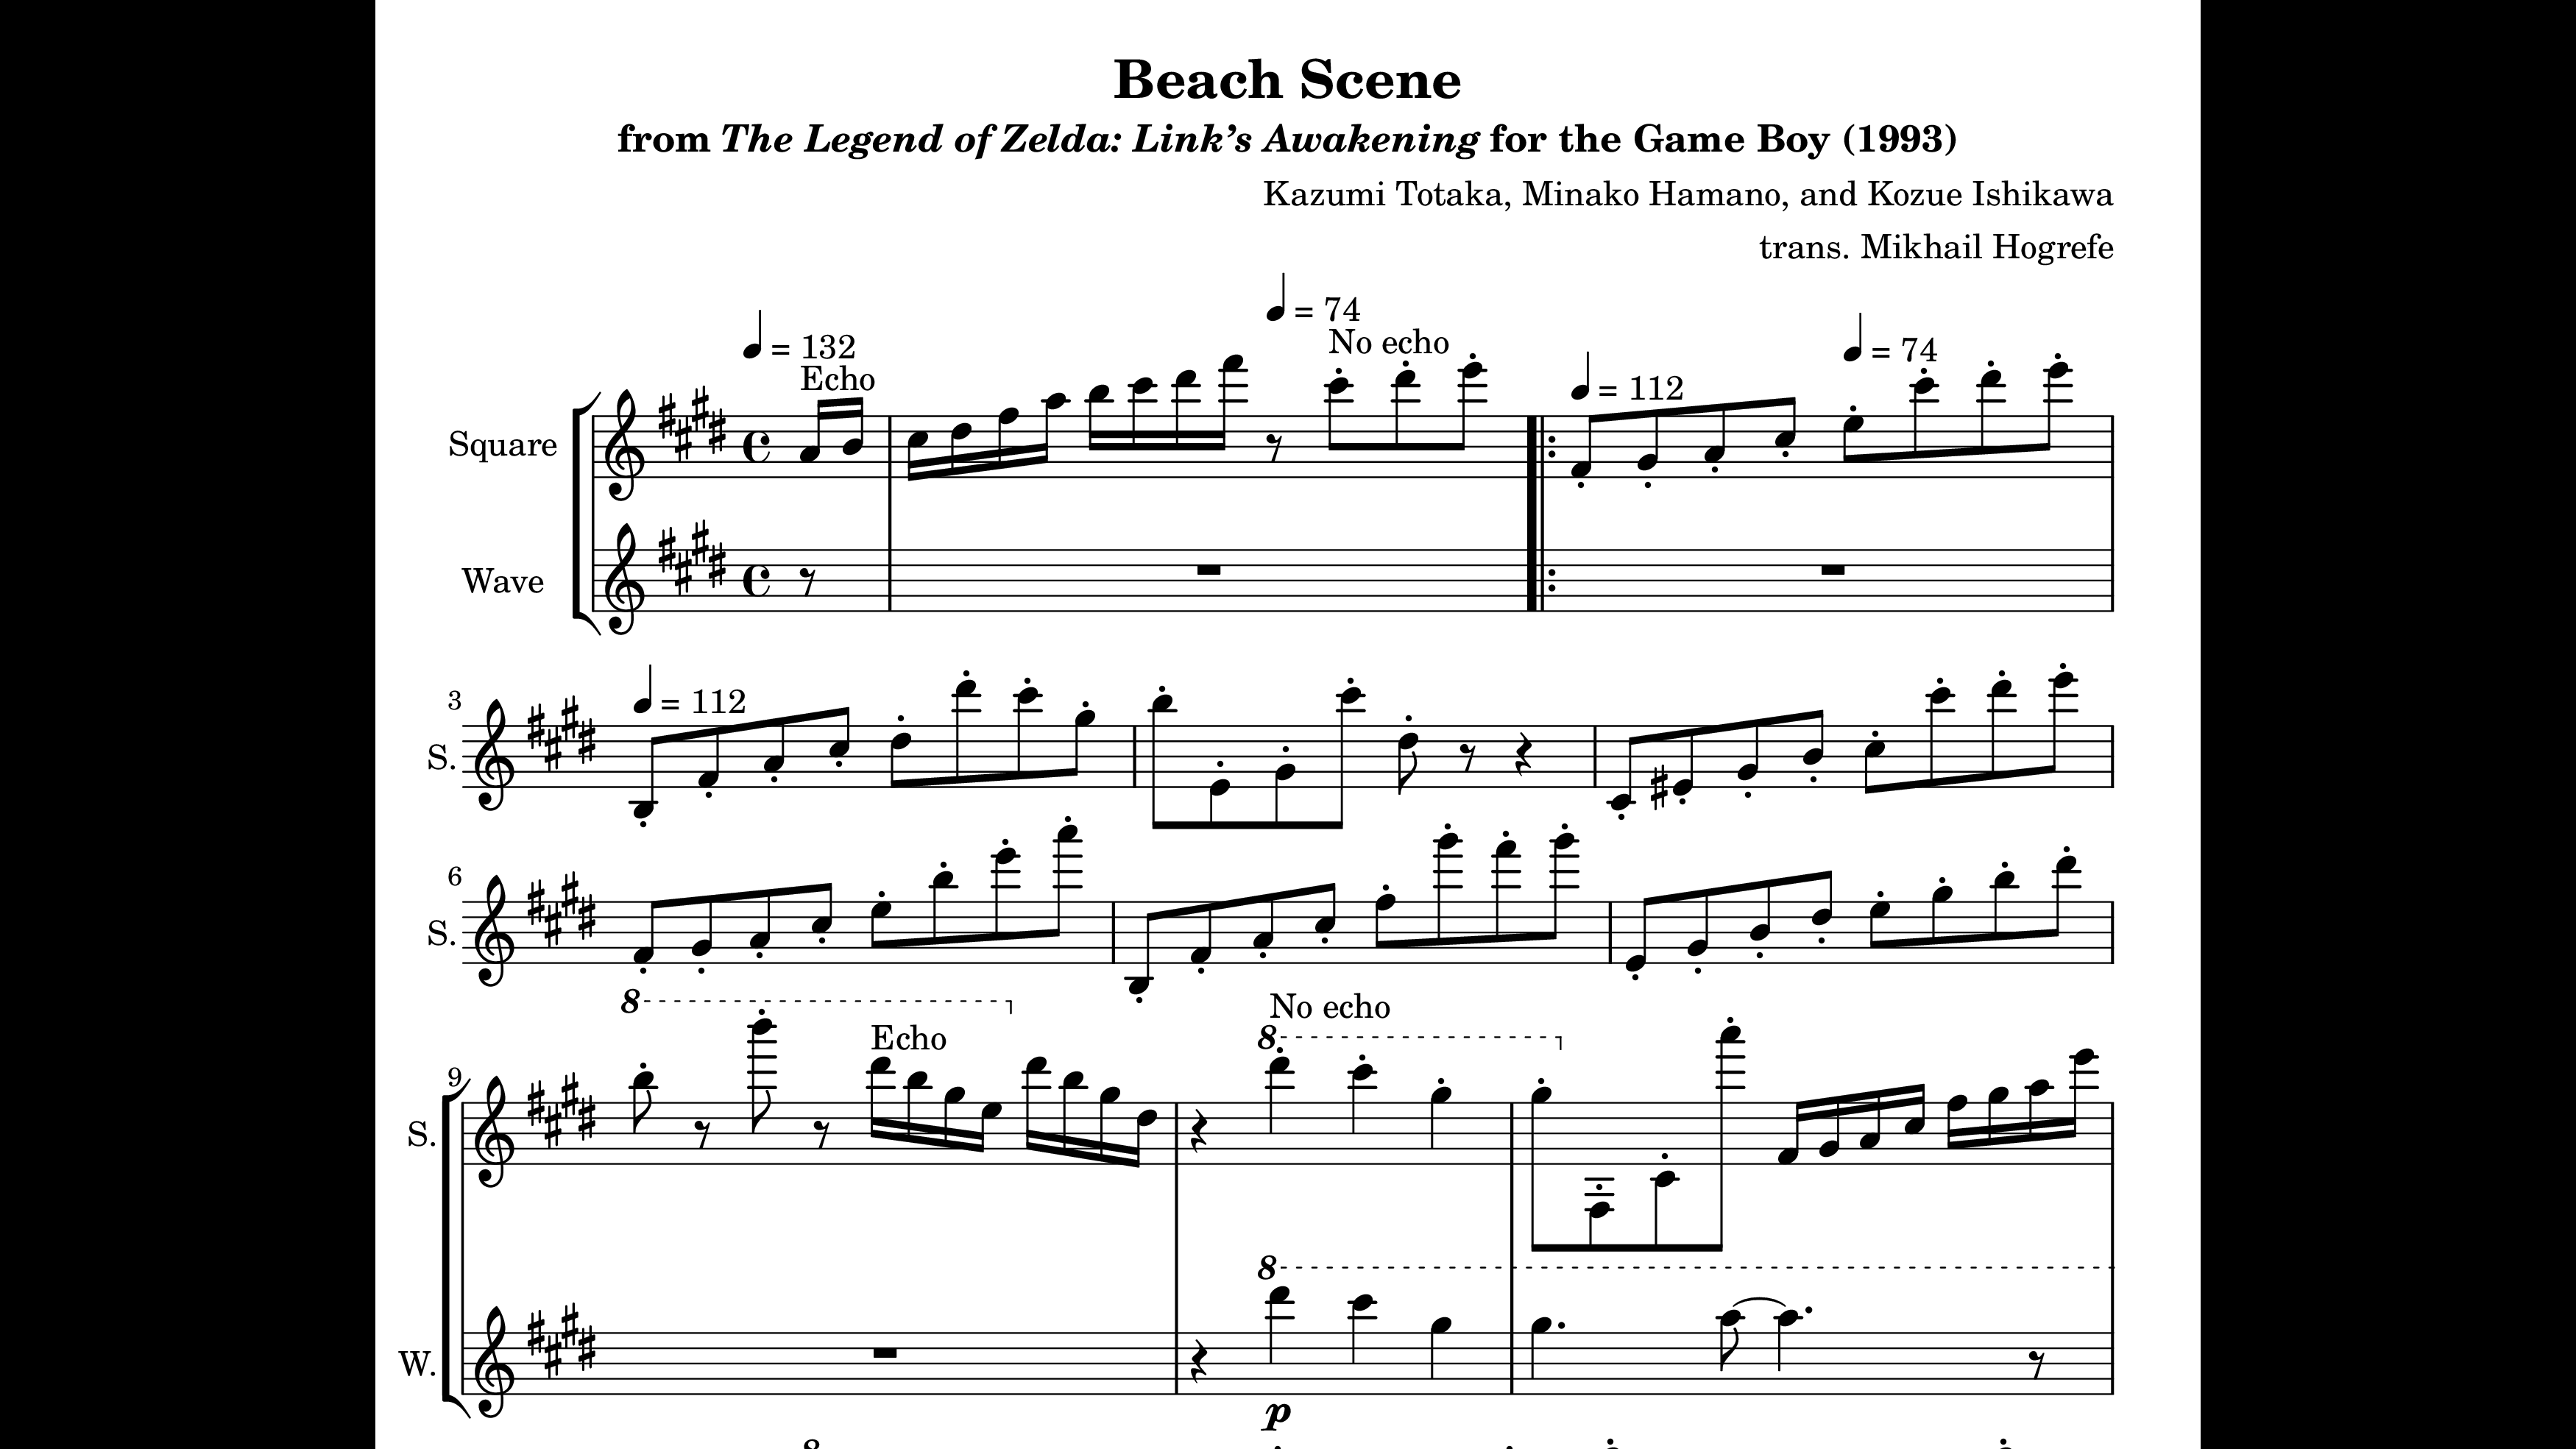 Beach Scene
from The Legend of Zelda: Link's Awakening for the Game Boy (1993)
Kazumi Totaka, Minako Hamano, and Kozue Ishikawa
trans. Mikhail Hogrefe
= 74
= 132
No echo
= 74
Echo
= 112
Square
Wave
3
= 112
S.
6
S.
8
No echo
Echo
8
9
S.
8
W.
p
8